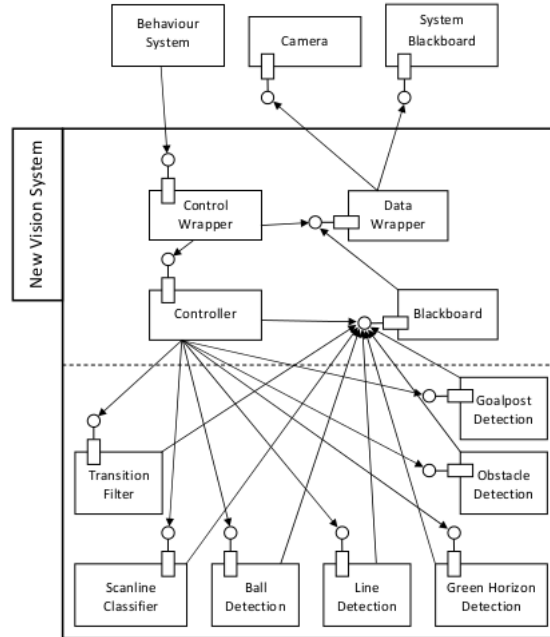 Behaviour
System
Camera
System
Blackboard
New Vision System
Control
Wrapper
Data
Wrapper
Controller
Blackboard
Goalpost
Detection
Transition
Filter
Obstacle
Detection
Scanline
Classifier
Ball
Detection
Line
Detection
Green Horizon
Detection